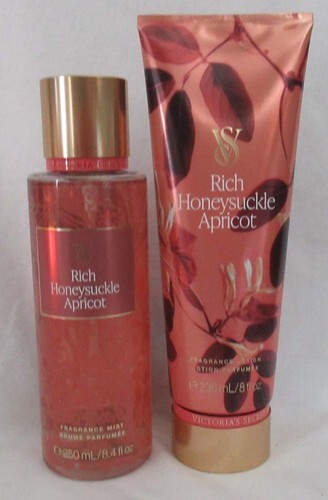 VS
Rich
Honeysuckle
Apricot
FRAGRANCE MIST
BRUME PARFUMÉE
250 mL/8.4 fl oz
VS
Rich
Honeysuckle
Apricot
FRAGRANCE LOTION
LOTION PARFUMÉE
236 mL/8 fl oz
VICTORIA'S SECRET